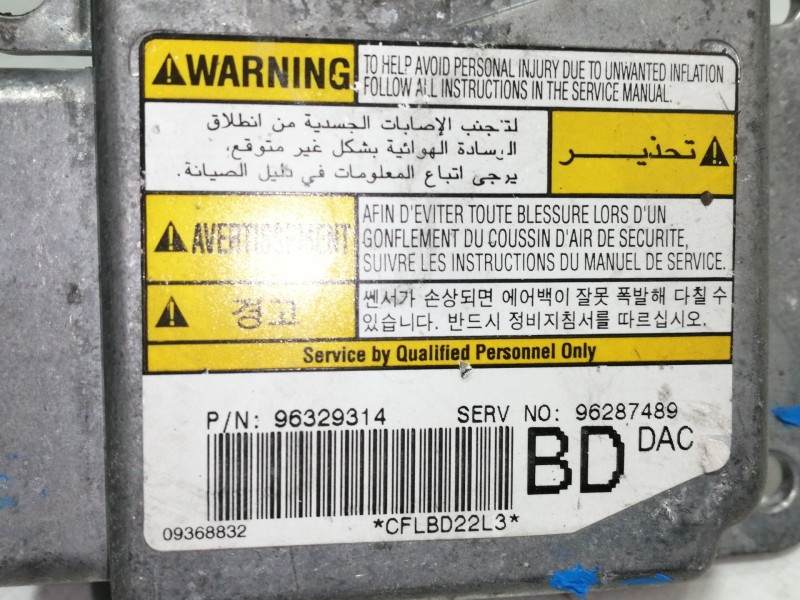 WARNING
TO HELP AVOID PERSONAL INJURY DUE TO UNWANTED INFLATION
FOLLOW ALL INSTRUCTIONS IN THE SERVICE MANUAL.
لتجنب الإصابات الجسدية من انطلاق
الوسادة الهوائية بشكل غير متوقع،
يرجى اتباع المعلومات في دليل الصيانة.
تحذير
AVERTISSEMENT
AFIN D'EVITER TOUTE BLESSURE LORS D'UN
GONFLEMENT DU COUSSIN D'AIR DE SECURITE,
SUIVRE LES INSTRUCTIONS DU MANUEL DE SERVICE.
경고
쎈서가 손상되면 에어백이 잘못 폭발해 다칠 수
있습니다. 반드시 정비지침서를 따르십시오.
Service by Qualified Personnel Only
P/N: 96329314 SERV NO: 96287489
BD DAC
09368832 *CFLBD22L3*